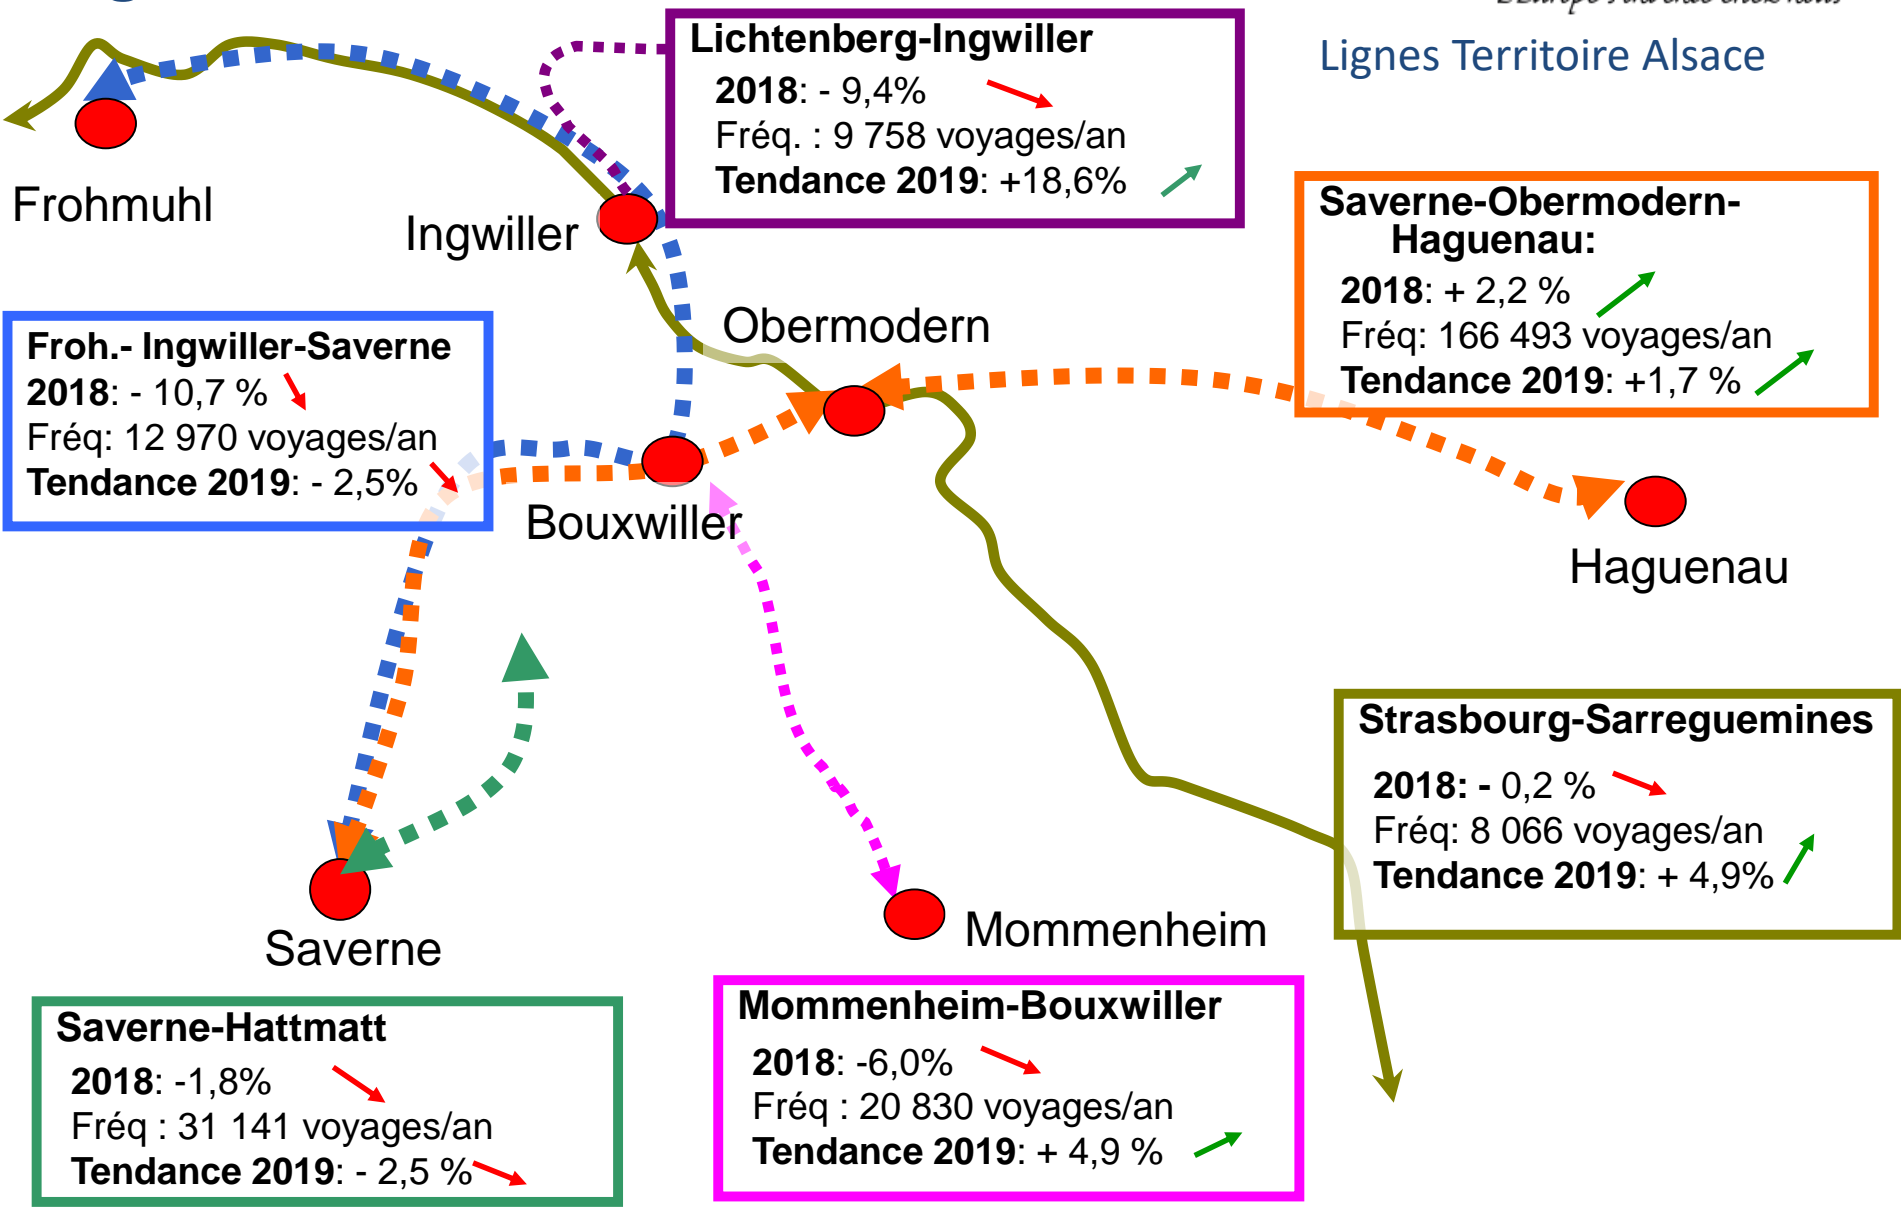 Lignes Territoire Alsace
Lichtenberg-Ingwiller
2018: - 9,4%
Fréq. : 9 758 voyages/an
Tendance 2019: +18,6%
Frohmuhl
Ingwiller
Saverne-Obermodern-
Haguenau:
2018: + 2,2 %
Fréq: 166 493 voyages/an
Tendance 2019: +1,7 %
Obermodern
Froh.- Ingwiller-Saverne
2018: - 10,7 %
Fréq: 12 970 voyages/an
Tendance 2019: - 2,5%
Bouxwiller
Haguenau
Strasbourg-Sarreguemines
2018: - 0,2 %
Fréq: 8 066 voyages/an
Tendance 2019: + 4,9%
Saverne
Mommenheim
Saverne-Hattmatt
2018: -1,8%
Fréq : 31 141 voyages/an
Tendance 2019: - 2,5 %
Mommenheim-Bouxwiller
2018: -6,0%
Fréq : 20 830 voyages/an
Tendance 2019: + 4,9 %